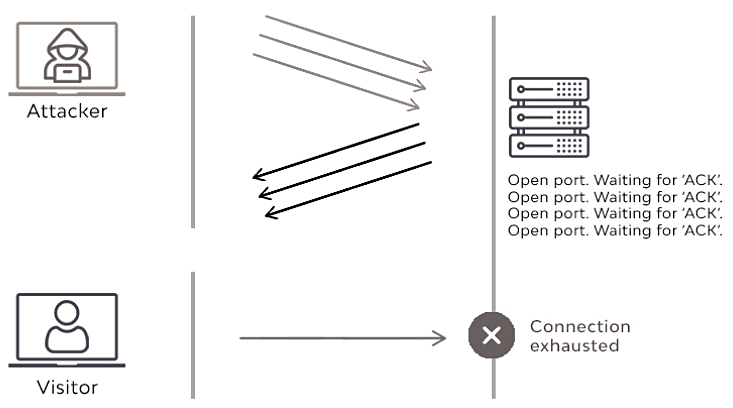 Attacker
Open port. Waiting for ‘ACK’.
Open port. Waiting for ‘ACK’.
Open port. Waiting for ‘ACK’.
Open port. Waiting for ‘ACK’.
Visitor
Connection
exhausted